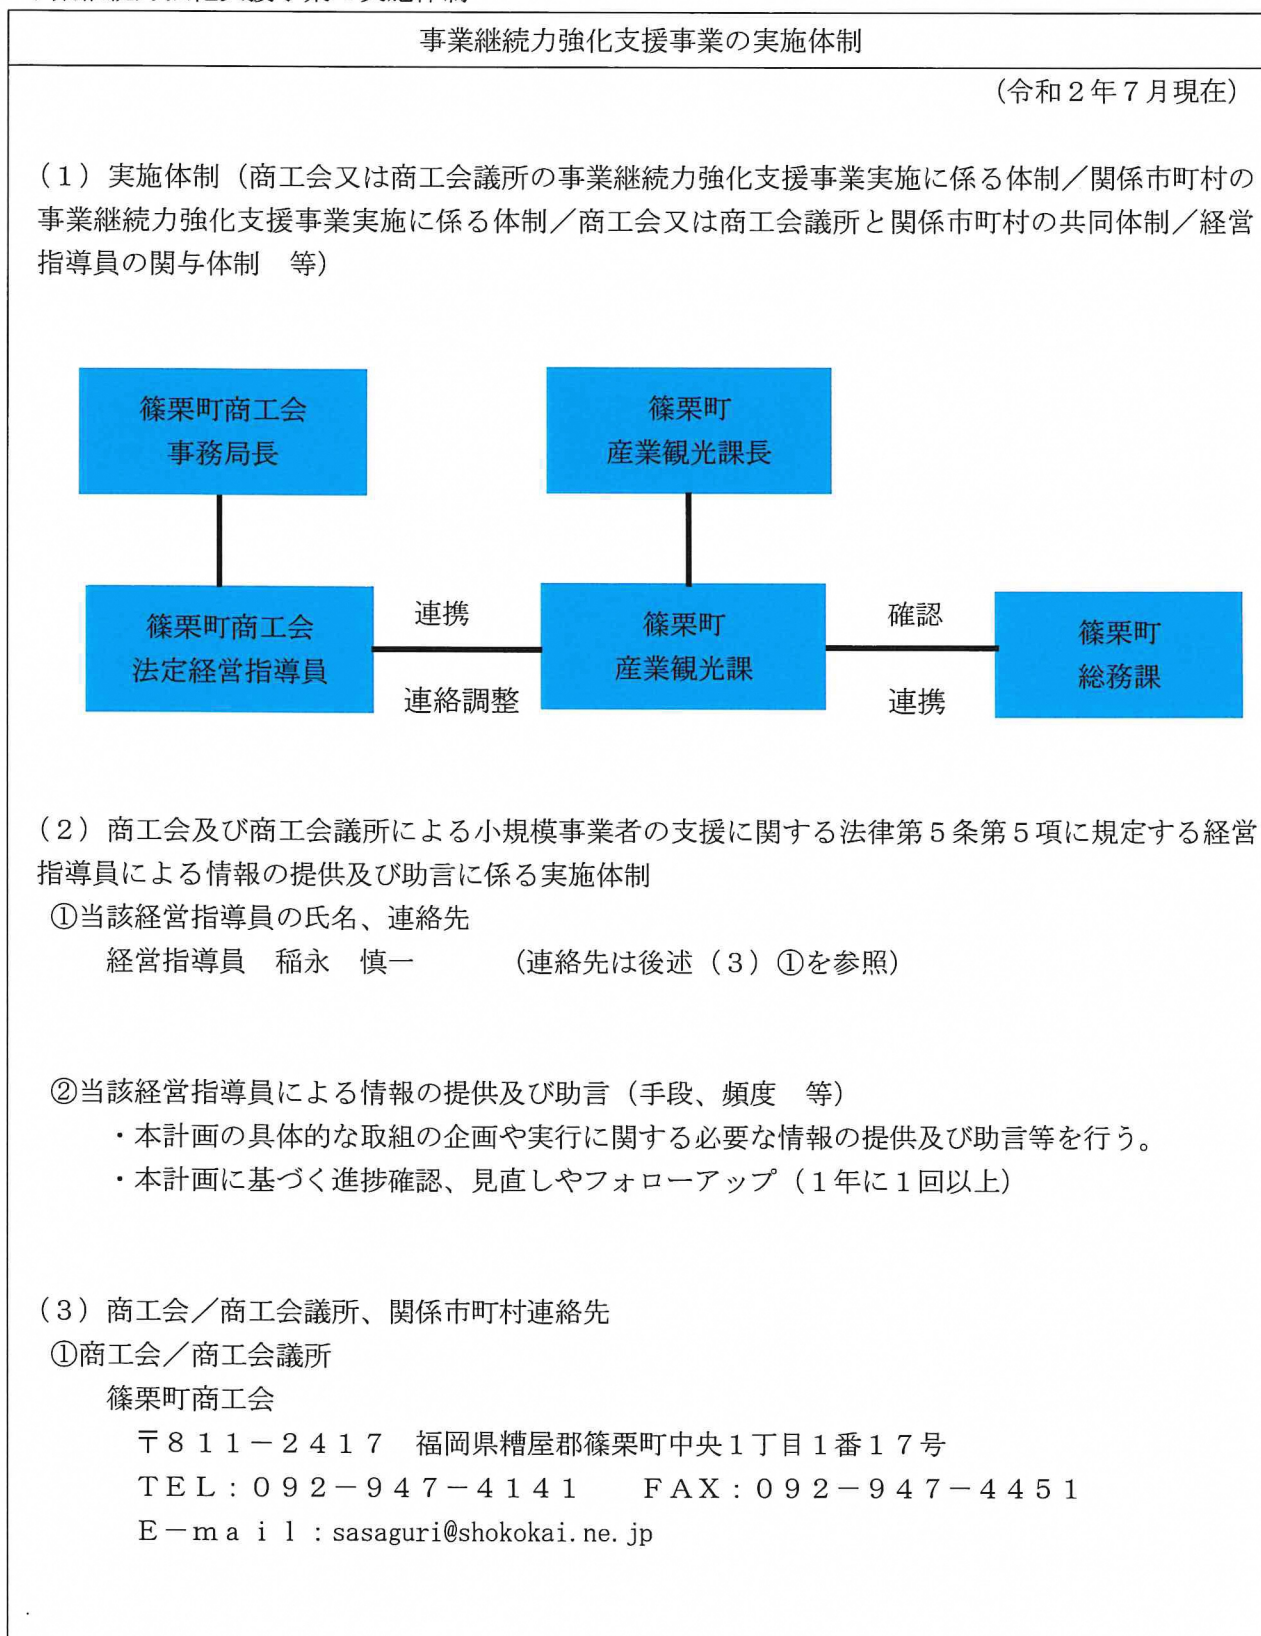 事業継続力強化支援事業の実施体制
（令和２年７月現在）
（１）実施体制（商工会又は商工会議所の事業継続力強化支援事業実施に係る体制／関係市町村の
事業継続力強化支援事業実施に係る体制／商工会又は商工会議所と関係市町村の共同体制／経営
指導員の関与体制　等）
篠栗町商工会
事務局長
篠栗町
産業観光課長
篠栗町商工会
法定経営指導員
連携
連絡調整
篠栗町
産業観光課
確認
連携
篠栗町
総務課
（２）商工会及び商工会議所による小規模事業者の支援に関する法律第５条第５項に規定する経営
指導員による情報の提供及び助言に係る実施体制
①当該経営指導員の氏名、連絡先
経営指導員　稲永　慎一　　　（連絡先は後述（３）①を参照）
②当該経営指導員による情報の提供及び助言（手段、頻度　等）
・本計画の具体的な取組の企画や実行に関する必要な情報の提供及び助言等を行う。
・本計画に基づく進捗確認、見直しやフォローアップ（１年に１回以上）
（３）商工会／商工会議所、関係市町村連絡先
①商工会／商工会議所
篠栗町商工会
〒８１１－２４１７　福岡県糟屋郡篠栗町中央１丁目１番１７号
ＴＥＬ：０９２－９４７－４１４１　　ＦＡＸ：０９２－９４７－４４５１
Ｅ－ｍａｉｌ：sasaguri@shokokai.ne.jp